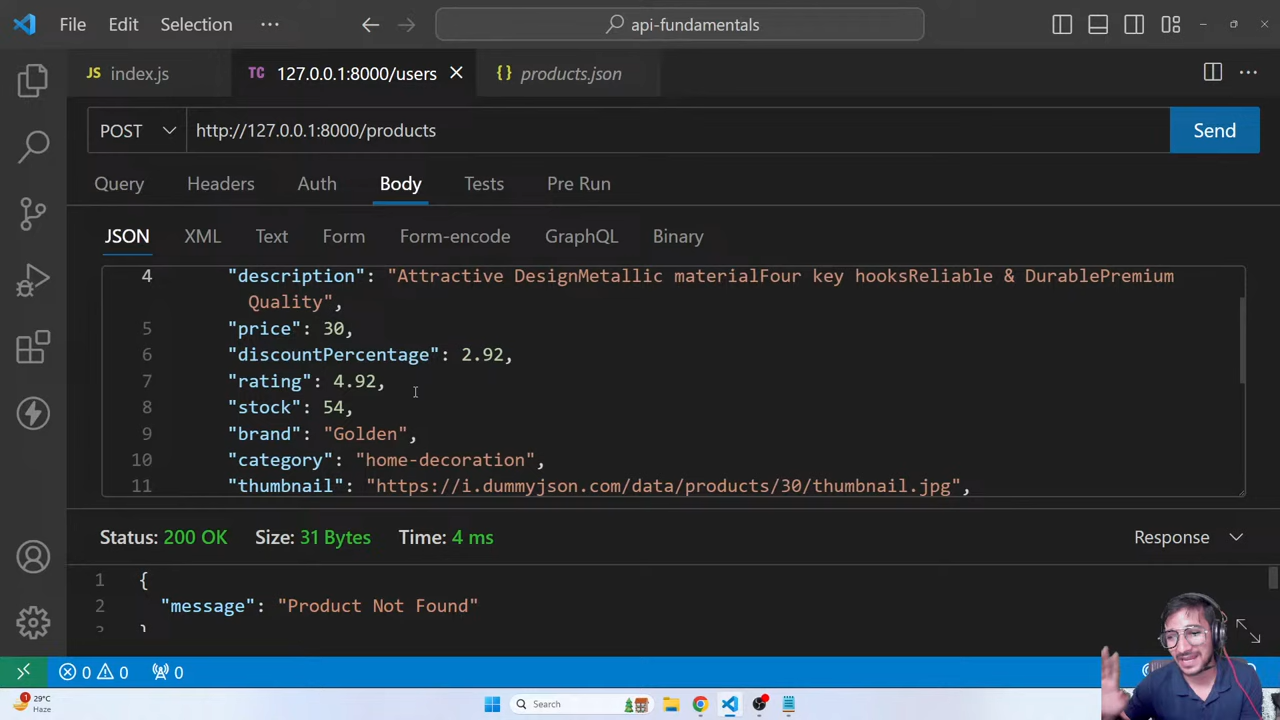 File Edit Selection ··· api-fundamentals
JS index.js TC 127.0.0.1:8000/users {} products.json
POST http://127.0.0.1:8000/products Send
Query Headers Auth Body Tests Pre Run
JSON XML Text Form Form-encode GraphQL Binary
4 "description": "Attractive DesignMetallic materialFour key hooksReliable & DurablePremium
Quality",
5 "price": 30,
6 "discountPercentage": 2.92,
7 "rating": 4.92,
8 "stock": 54,
9 "brand": "Golden",
10 "category": "home-decoration",
11 "thumbnail": "https://i.dummyjson.com/data/products/30/thumbnail.jpg",
Status: 200 OK Size: 31 Bytes Time: 4 ms Response
1 {
2 "message": "Product Not Found"
3 }
0 0 0
1 29°C
Haze
Search